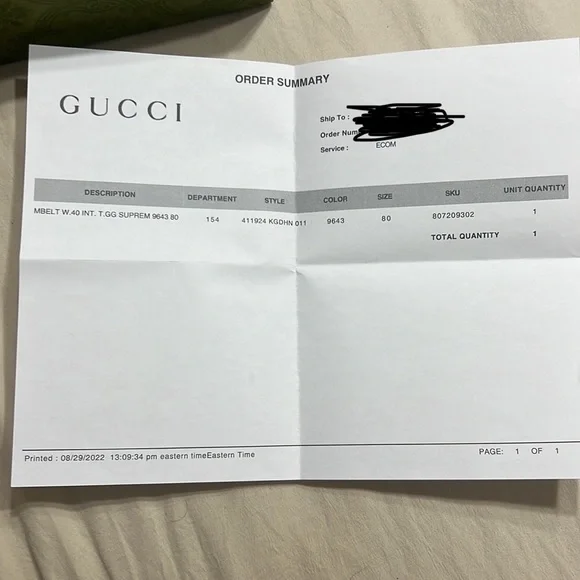 ORDER SUMMARY
GUCCI
Ship To :
Order Num
Service : ECOM
DESCRIPTION DEPARTMENT STYLE COLOR SIZE SKU UNIT QUANTITY
MBELT W.40 INT. T.GG SUPREM 9643 80 154 411924 KGDHN 011 9643 80 807209302 1
TOTAL QUANTITY 1
Printed : 08/29/2022 13:09:34 pm eastern timeEastern Time PAGE: 1 OF 1